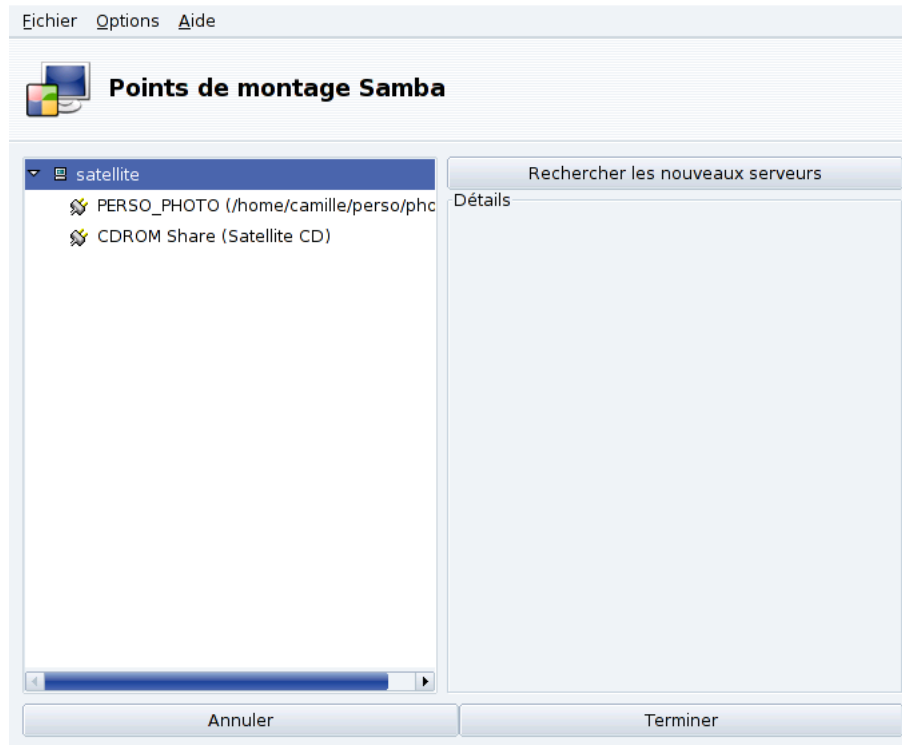 Fichier Options Aide
Points de montage Samba
satellite
PERSO_PHOTO (/home/camille/perso/pho
CDROM Share (Satellite CD)
Rechercher les nouveaux serveurs
Détails
Annuler
Terminer